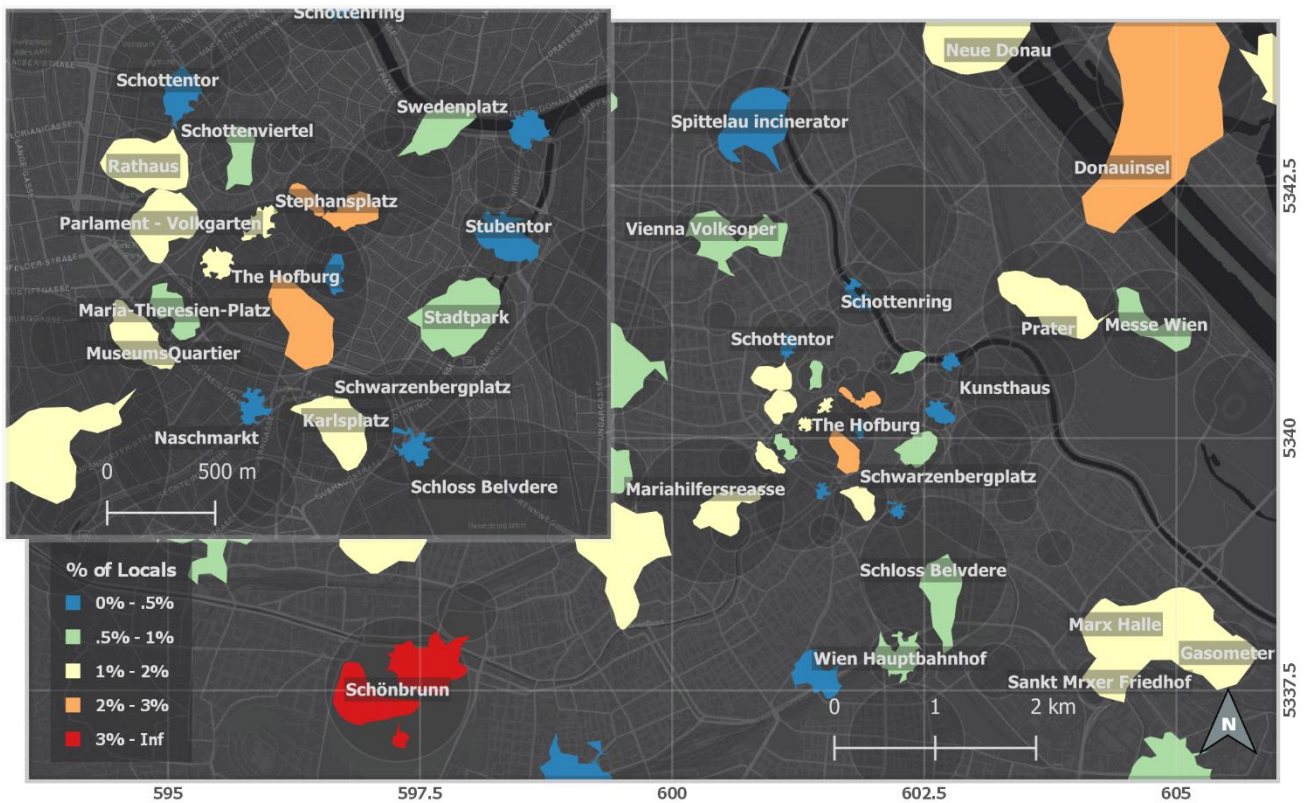 Schottenring
Schottentor
Swedenplatz
Schottenviertel
Rathaus
Stephansplatz
Parlament - Volkgarten
Stubentor
The Hofburg
Maria-Theresien-Platz
Stadtpark
MuseumsQuartier
Schwarzenbergplatz
Karlsplatz
Naschmarkt
Schloss Belvdere
0 500 m
Neue Donau
Spittelau incinerator
Donauinsel
Vienna Volksoper
Schottenring
Prater
Messe Wien
Schottentor
Kunsthaus
The Hofburg
Schwarzenbergplatz
Mariahilfersreasse
Schloss Belvdere
Marx Halle
Wien Hauptbahnhof
Gasometer
Sankt Mrxer Friedhof
Schönbrunn
0 1 2 km
N
% of Locals
0% - .5%
.5% - 1%
1% - 2%
2% - 3%
3% - Inf
5342.5
5340
5337.5
595 597.5 600 602.5 605